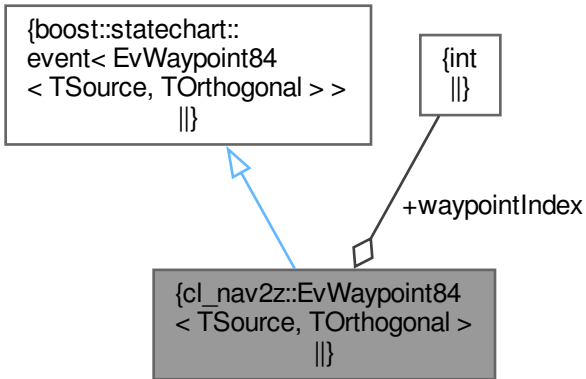 {boost::statechart::
event< EvWaypoint84
< TSource, TOrthogonal > >
||}
{int
||}
+waypointIndex
{cl_nav2z::EvWaypoint84
< TSource, TOrthogonal >
||}